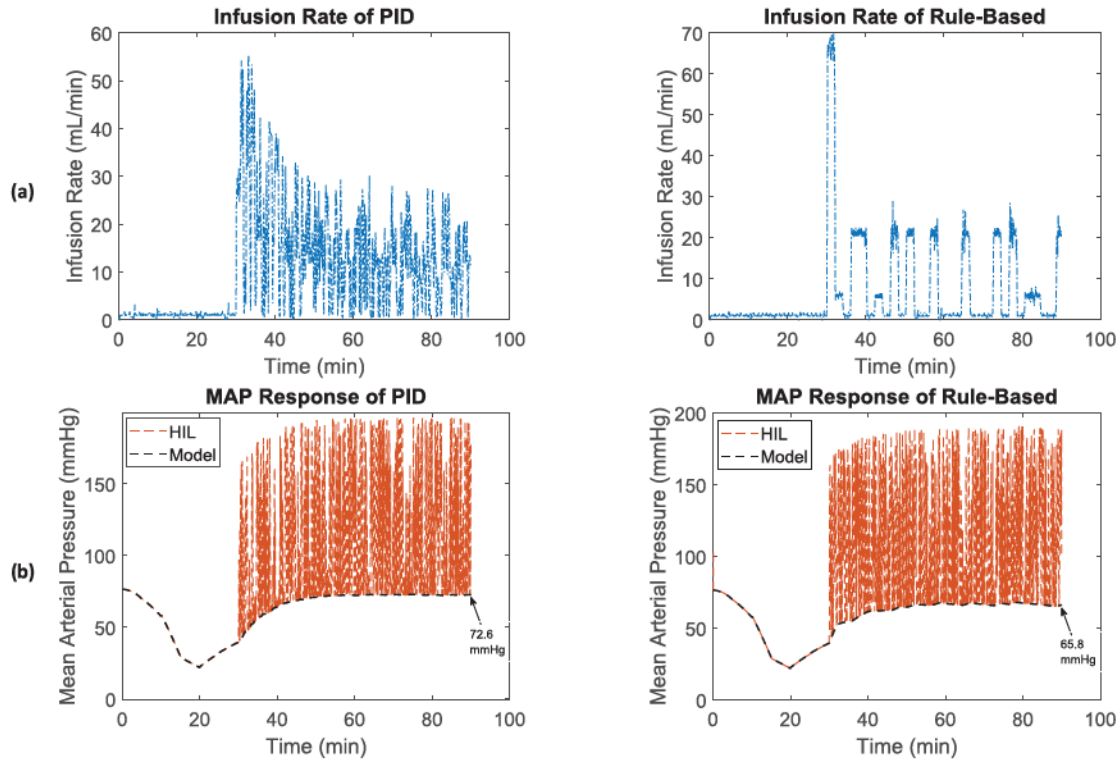 (a)
Infusion Rate of PID
Infusion Rate (mL/min)
60
50
40
30
20
10
0
0 20 40 60 80 100
Time (min)
Infusion Rate of Rule-Based
Infusion Rate (mL/min)
70
60
50
40
30
20
10
0
0 20 40 60 80 100
Time (min)
(b)
MAP Response of PID
Mean Arterial Pressure (mmHg)
150
100
50
0
HIL
Model
72.6
mmHg
0 20 40 60 80 100
Time (min)
MAP Response of Rule-Based
Mean Arterial Pressure (mmHg)
200
150
100
50
0
HIL
Model
65.8
mmHg
0 20 40 60 80 100
Time (min)